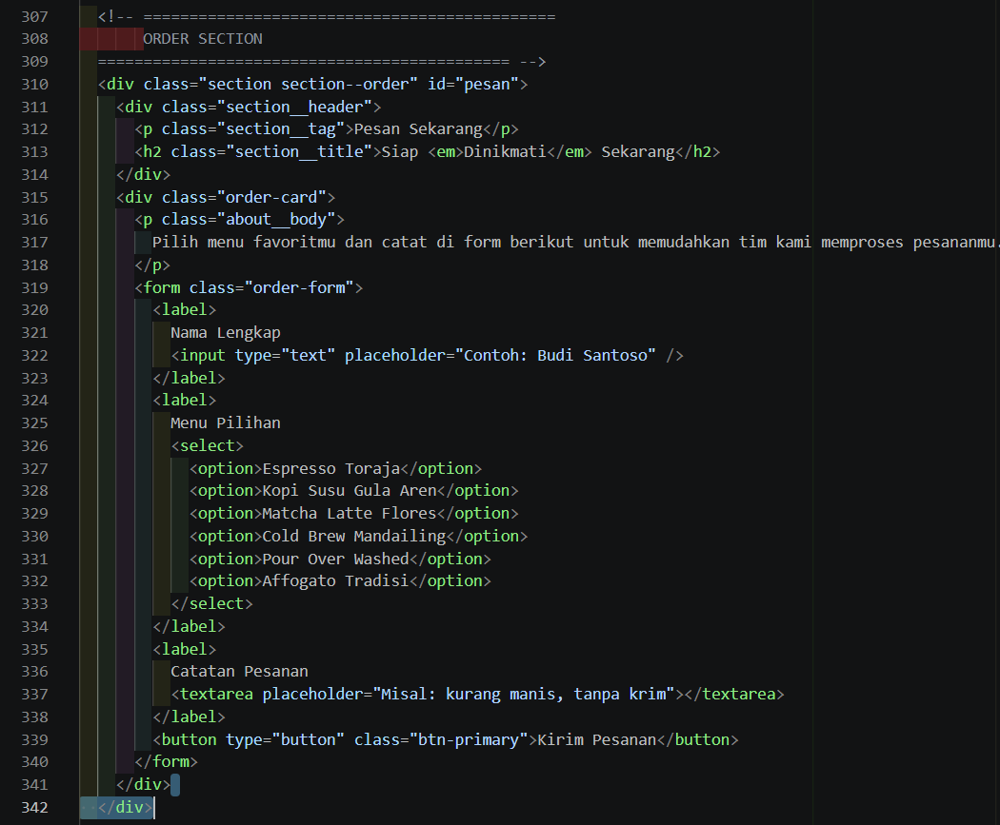 307 <!-- =============================================
308 ORDER SECTION
309 ============================================= -->
310 <div class="section section--order" id="pesan">
311 <div class="section__header">
312 <p class="section__tag">Pesan Sekarang</p>
313 <h2 class="section__title">Siap <em>Dinikmati</em> Sekarang</h2>
314 </div>
315 <div class="order-card">
316 <p class="about__body">
317 Pilih menu favoritmu dan catat di form berikut untuk memudahkan tim kami memproses pesananmu.
318 </p>
319 <form class="order-form">
320 <label>
321 Nama Lengkap
322 <input type="text" placeholder="Contoh: Budi Santoso" />
323 </label>
324 <label>
325 Menu Pilihan
326 <select>
327 <option>Espresso Toraja</option>
328 <option>Kopi Susu Gula Aren</option>
329 <option>Matcha Latte Flores</option>
330 <option>Cold Brew Mandailing</option>
331 <option>Pour Over Washed</option>
332 <option>Affogato Tradisi</option>
333 </select>
334 </label>
335 <label>
336 Catatan Pesanan
337 <textarea placeholder="Misal: kurang manis, tanpa krim"></textarea>
338 </label>
339 <button type="button" class="btn-primary">Kirim Pesanan</button>
340 </form>
341 </div>
342 </div>